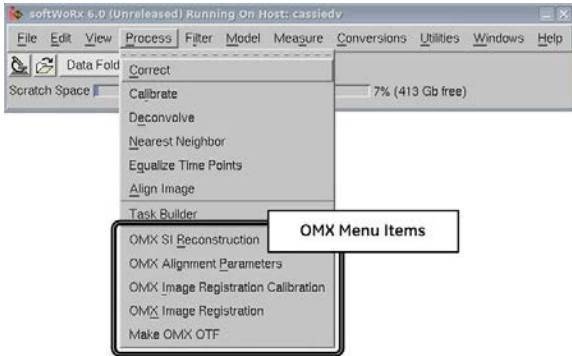 softWoRx 6.0 (Unreleased) Running On Host: cassiedv
File Edit View Process Filter Model Measure Conversions Utilities Windows Help
Data Fold
Scratch Space 7% (413 Gb free)
Correct
Calibrate
Deconvolve
Nearest Neighbor
Equalize Time Points
Align Image
Task Builder
OMX Menu Items
OMX SI Reconstruction
OMX Alignment Parameters
OMX Image Registration Calibration
OMX Image Registration
Make OMX OTF